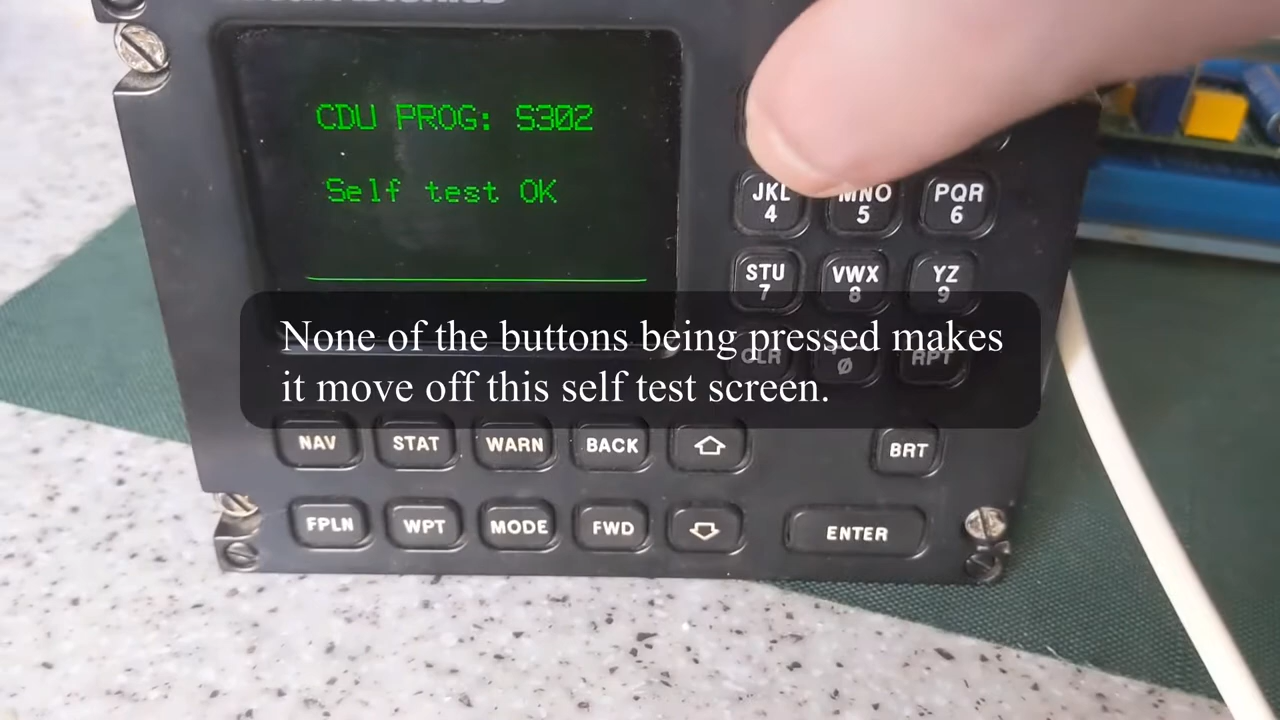 CDU PROG: S302
Self test OK
JKL MNO PQR
4 5 6
STU VWX YZ
7 8 9
None of the buttons being pressed makes
it move off this self test screen.
CLR Ø RPT
NAV STAT WARN BACK BRT
FPLN WPT MODE FWD ENTER